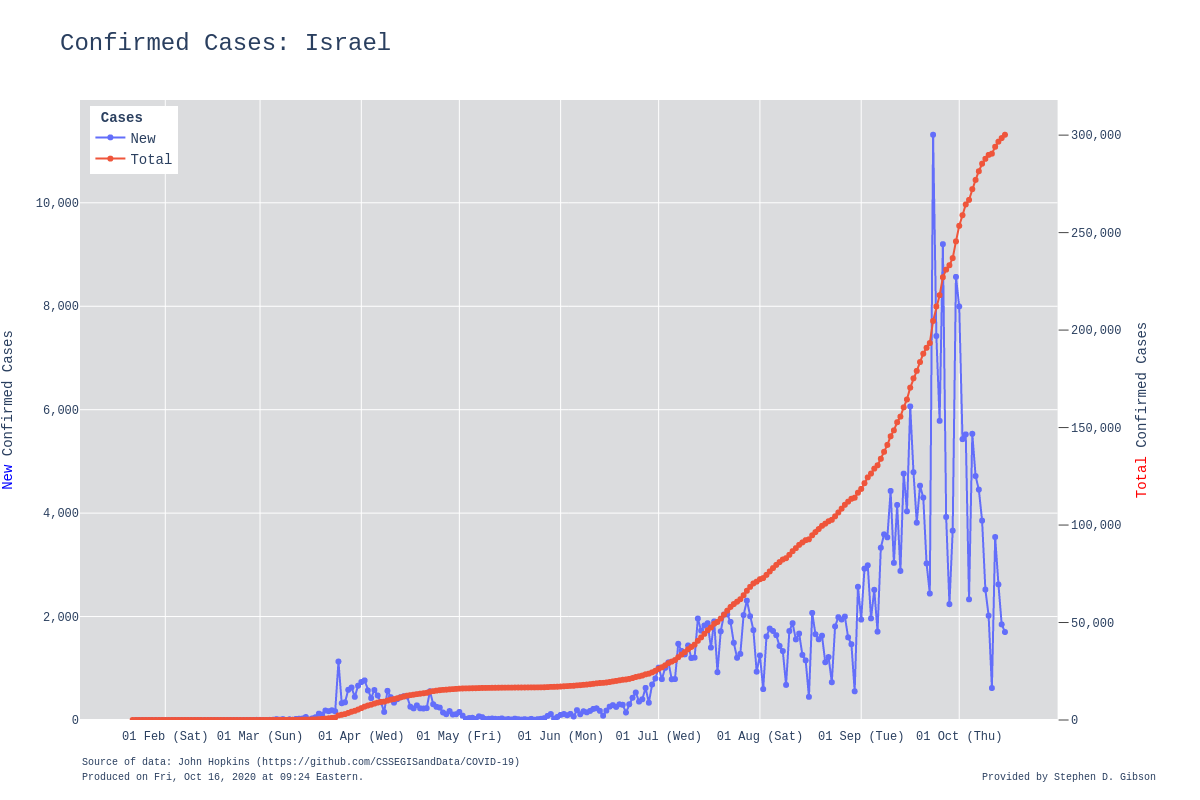 Confirmed Cases: Israel
Cases
New
Total
10,000
8,000
6,000
4,000
2,000
0
New Confirmed Cases
300,000
250,000
200,000
150,000
100,000
50,000
0
Total Confirmed Cases
01 Feb (Sat) 01 Mar (Sun) 01 Apr (Wed) 01 May (Fri) 01 Jun (Mon) 01 Jul (Wed) 01 Aug (Sat) 01 Sep (Tue) 01 Oct (Thu)
Source of data: John Hopkins (https://github.com/CSSEGISandData/COVID-19)
Produced on Fri, Oct 16, 2020 at 09:24 Eastern.
Provided by Stephen D. Gibson